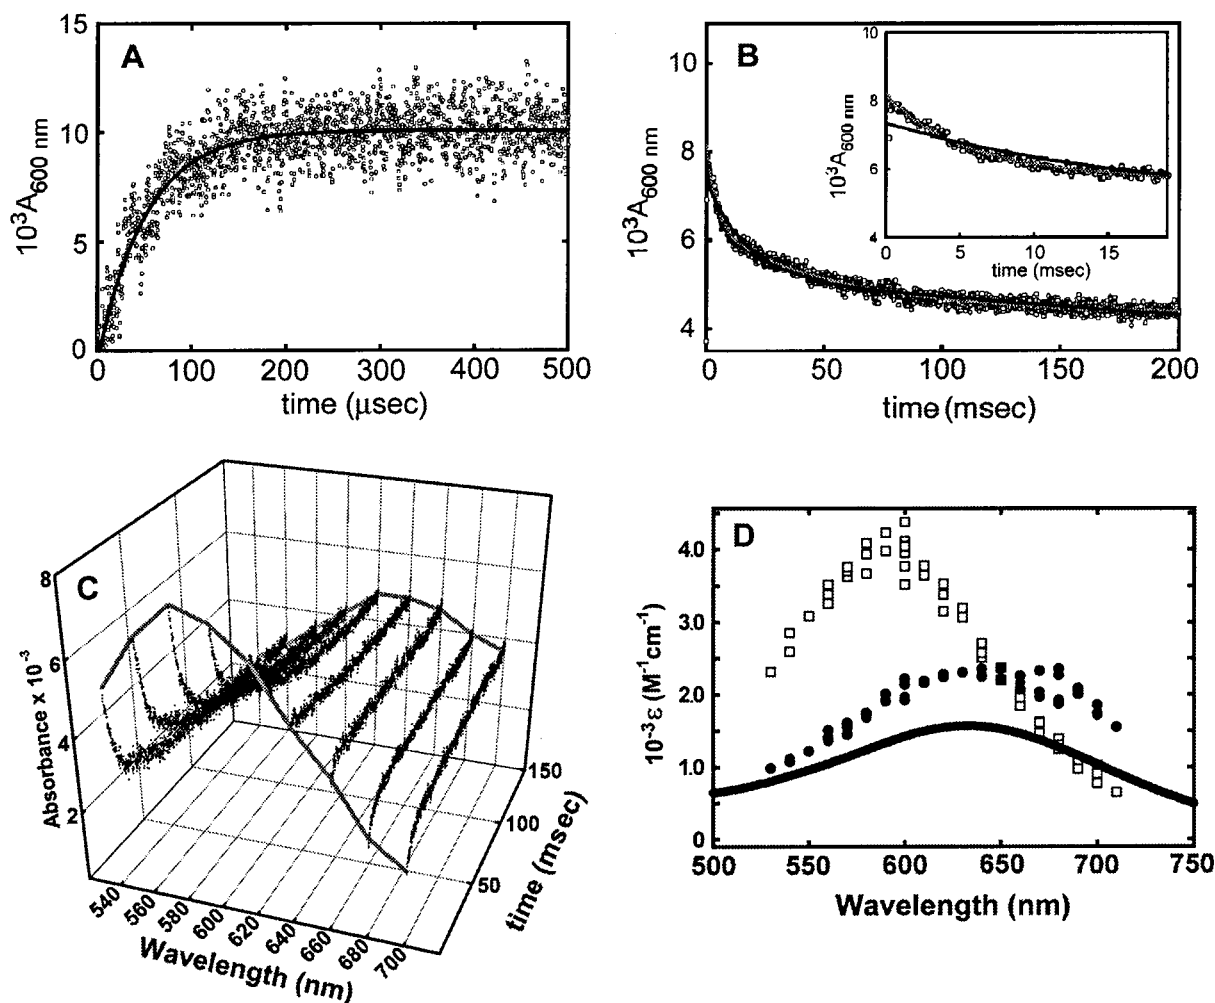 A
15
10
5
0
10³A600 nm
0 100 200 300 400 500
time (μsec)
B
10
8
6
4
10³A600 nm
0 50 100 150 200
time (msec)
10
8
6
4
10³A600 nm
0 5 10 15
time (msec)
C
8
6
4
2
Absorbance x 10⁻³
540 560 580 600 620 640 660 680 700
Wavelength (nm)
50 100 150
time (msec)
D
4.0
3.0
2.0
1.0
0
10⁻³ε (M⁻¹cm⁻¹)
500 550 600 650 700 750
Wavelength (nm)